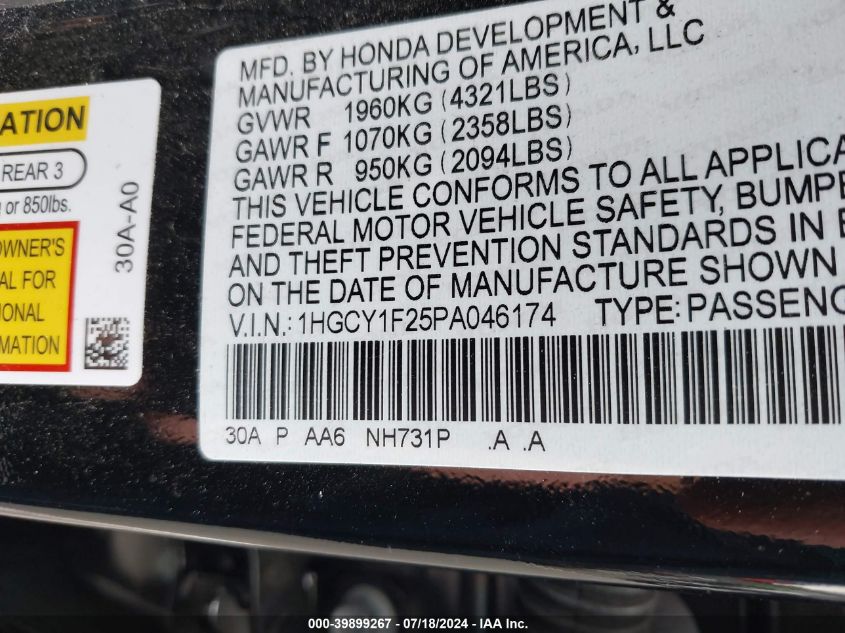 ATION
REAR 3
or 850lbs.
OWNER'S
AL FOR
ONAL
MATION
30A-A0
MFD. BY HONDA DEVELOPMENT &
MANUFACTURING OF AMERICA, LLC
GVWR 1960KG (4321LBS)
GAWR F 1070KG (2358LBS)
GAWR R 950KG (2094LBS)
THIS VEHICLE CONFORMS TO ALL APPLICA
FEDERAL MOTOR VEHICLE SAFETY, BUMPE
AND THEFT PREVENTION STANDARDS IN E
ON THE DATE OF MANUFACTURE SHOWN
V.I.N.: 1HGCY1F25PA046174 TYPE: PASSENG
30A P AA6 NH731P .A .A
000-39899267 / 07/18/2024 - IAA Inc.